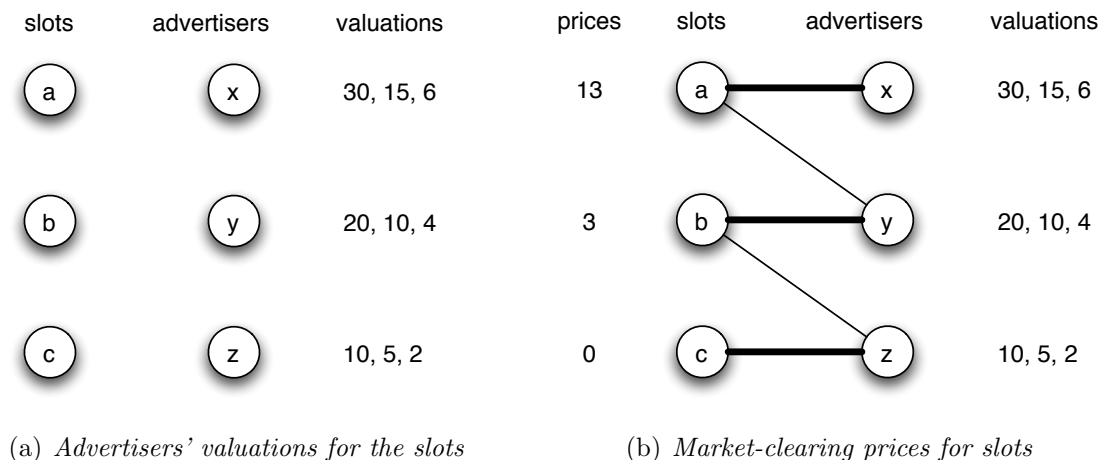 slots advertisers valuations
a x 30, 15, 6
b y 20, 10, 4
c z 10, 5, 2
(a) Advertisers' valuations for the slots
prices slots advertisers valuations
13 a x 30, 15, 6
3 b y 20, 10, 4
0 c z 10, 5, 2
(b) Market-clearing prices for slots